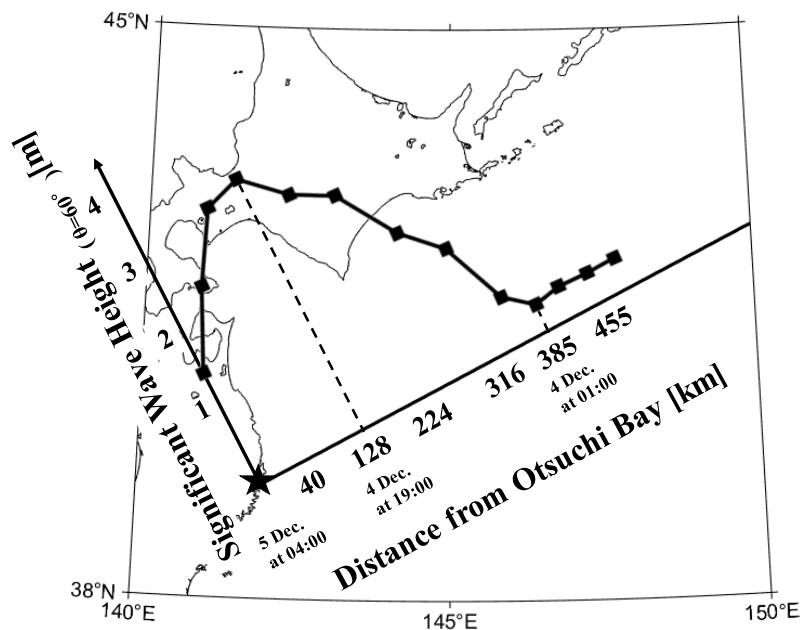 45°N
Significant Wave Height (θ=60° )[m]
4
3
2
1
40
128
224
316
385
455
5 Dec.
at 04:00
4 Dec.
at 19:00
4 Dec.
at 01:00
Distance from Otsuchi Bay [km]
38°N
140°E
145°E
150°E